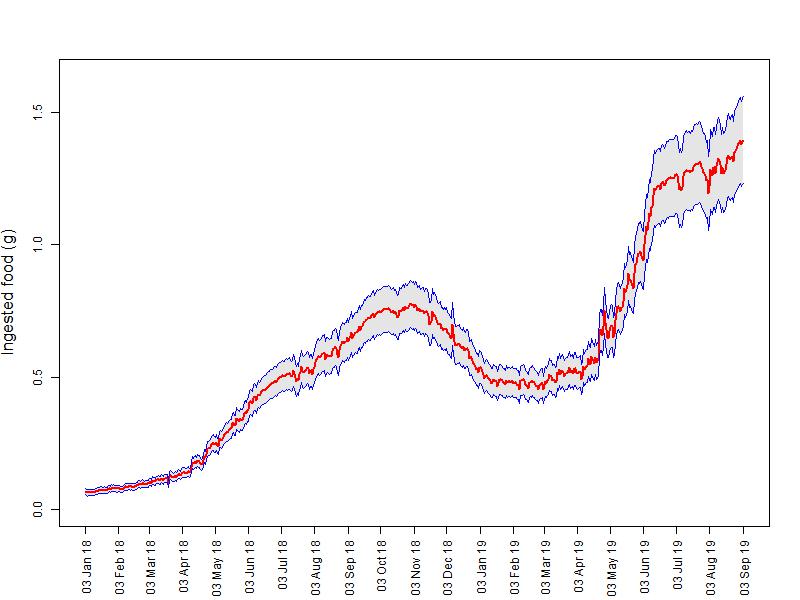 Ingested food (g)
1.5
1.0
0.5
0.0
03 Jan 18
03 Feb 18
03 Mar 18
03 Apr 18
03 May 18
03 Jun 18
03 Jul 18
03 Aug 18
03 Sep 18
03 Oct 18
03 Nov 18
03 Dec 18
03 Jan 19
03 Feb 19
03 Mar 19
03 Apr 19
03 May 19
03 Jun 19
03 Jul 19
03 Aug 19
03 Sep 19